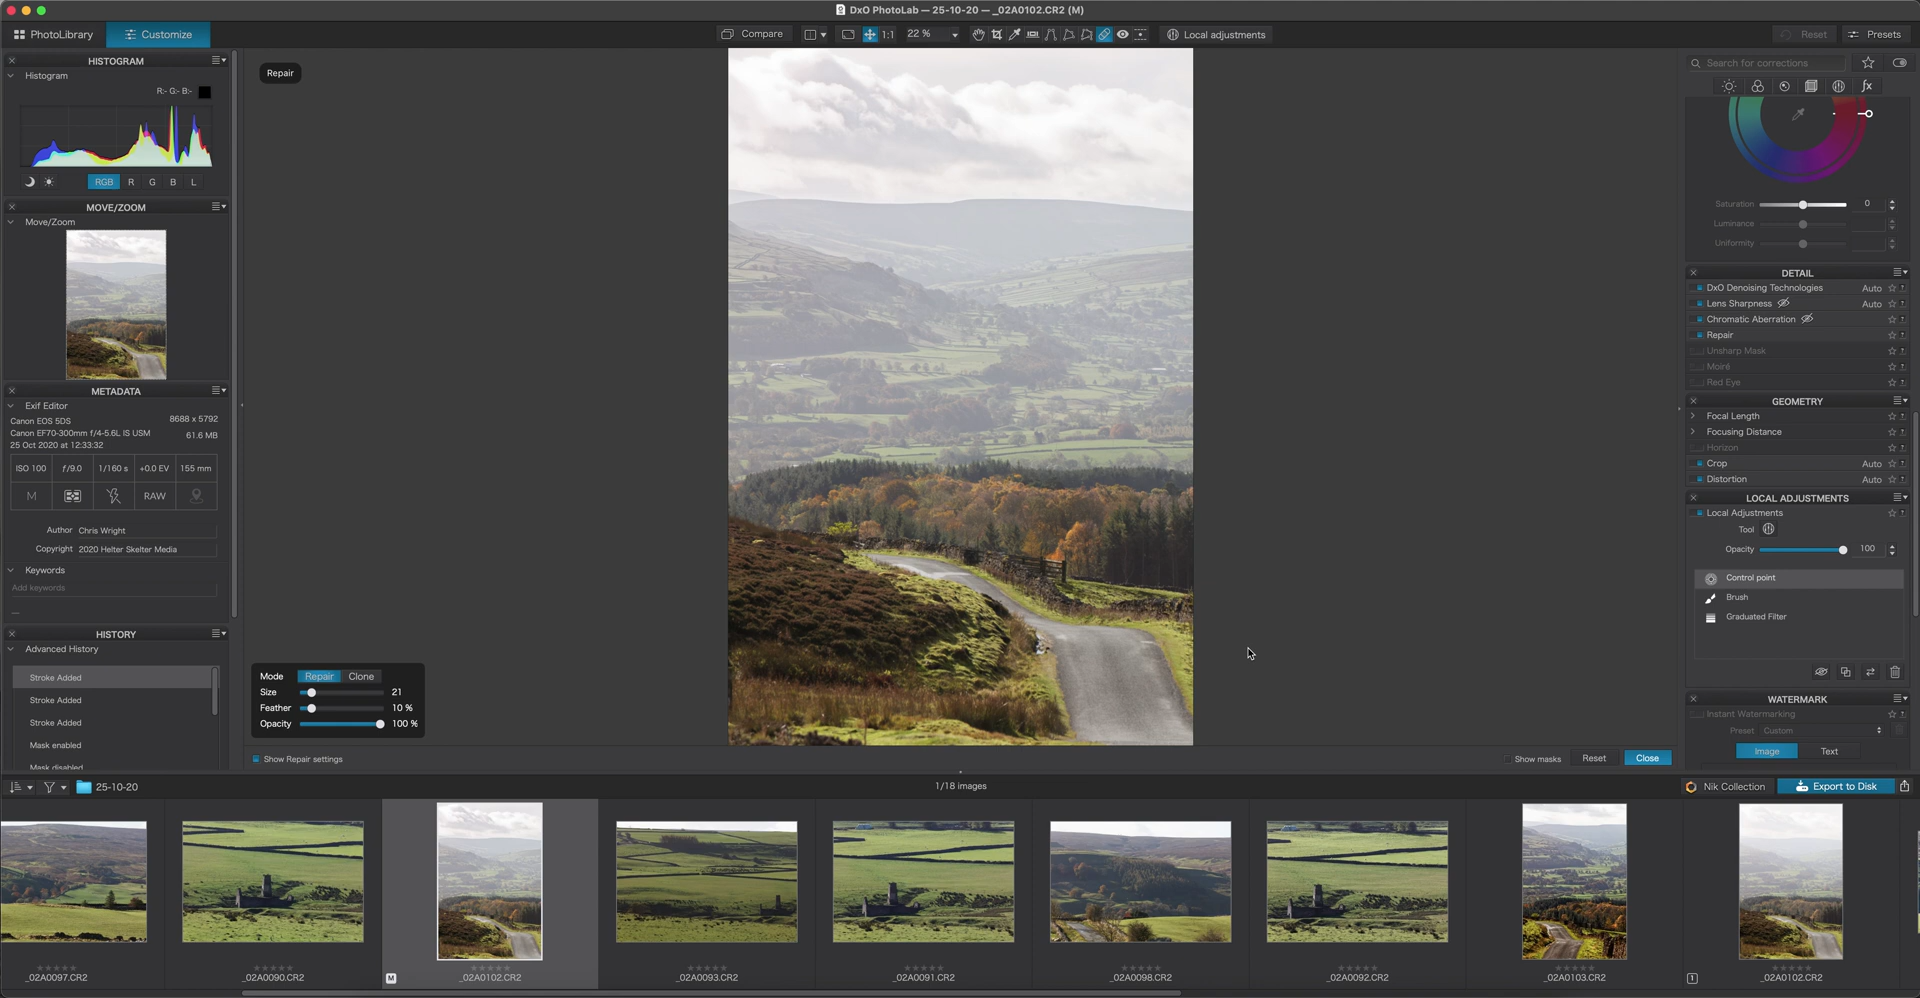 DxO PhotoLab — 25-10-20 — _02A0102.CR2 (M)
PhotoLibrary
Customize
Compare
1:1
22 %
Local adjustments
Reset
Presets
HISTOGRAM
Histogram
R:- G:- B:-
RGB
R
G
B
L
MOVE/ZOOM
Move/Zoom
METADATA
Exif Editor
Canon EOS 5DS
8688 x 5792
Canon EF70-300mm f/4-5.6L IS USM
61.6 MB
25 Oct 2020 at 12:33:32
ISO 100
ƒ/9.0
1/160 s
+0.0 EV
155 mm
M
RAW
Author
Chris Wright
Copyright
2020 Helter Skelter Media
Keywords
Add keywords
HISTORY
Advanced History
Stroke Added
Stroke Added
Stroke Added
Mask enabled
Mask disabled
Repair
Mode
Repair
Clone
Size
21
Feather
10 %
Opacity
100 %
Show Repair settings
Show masks
Reset
Close
Search for corrections
fx
Saturation
0
Luminance
Uniformity
DETAIL
DxO Denoising Technologies
Auto
Lens Sharpness
Auto
Chromatic Aberration
Repair
Unsharp Mask
Moiré
Red Eye
GEOMETRY
Focal Length
Focusing Distance
Horizon
Crop
Auto
Distortion
Auto
LOCAL ADJUSTMENTS
Local Adjustments
Tool
Opacity
100
Control point
Brush
Graduated Filter
WATERMARK
Instant Watermarking
Preset
Custom
Image
Text
25-10-20
1/18 images
Nik Collection
Export to Disk
_02A0097.CR2
_02A0090.CR2
M
_02A0102.CR2
_02A0093.CR2
_02A0091.CR2
_02A0098.CR2
_02A0092.CR2
_02A0103.CR2
1
_02A0102.CR2